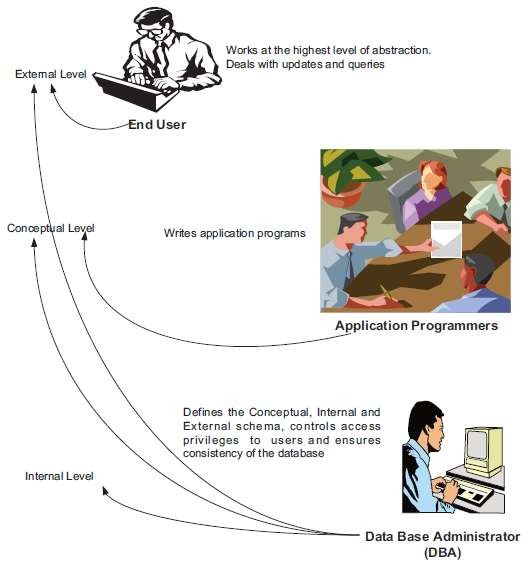 Works at the highest level of abstraction.
Deals with updates and queries
External Level
End User
Conceptual Level
Writes application programs
Application Programmers
Defines the Conceptual, Internal and
External schema, controls access
privileges to users and ensures
consistency of the database
Internal Level
Data Base Administrator
(DBA)